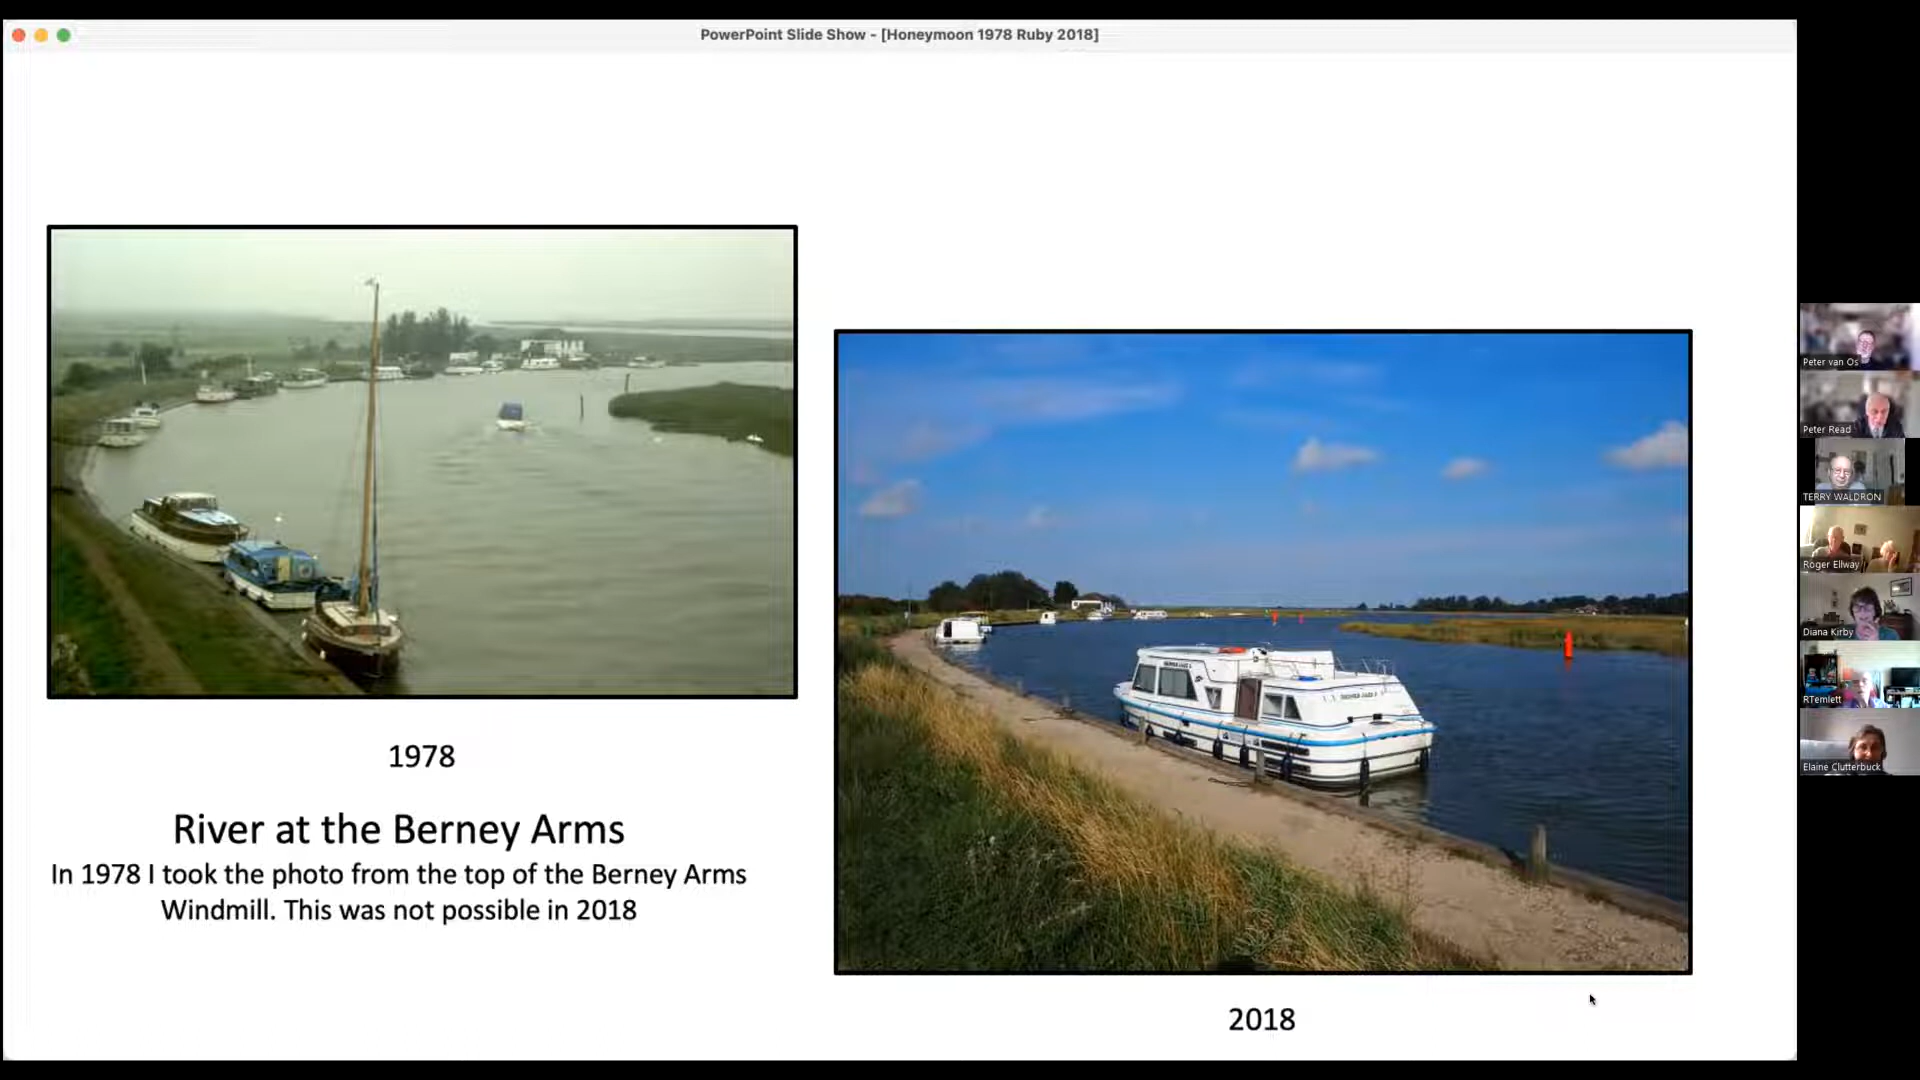 PowerPoint Slide Show - [Honeymoon 1978 Ruby 2018]
1978
River at the Berney Arms
In 1978 I took the photo from the top of the Berney Arms
Windmill. This was not possible in 2018
2018
Peter van Os
Peter Read
TERRY WALDRON
Roger Ellway
Diana Kirby
RTemlett
Elaine Clutterbuck